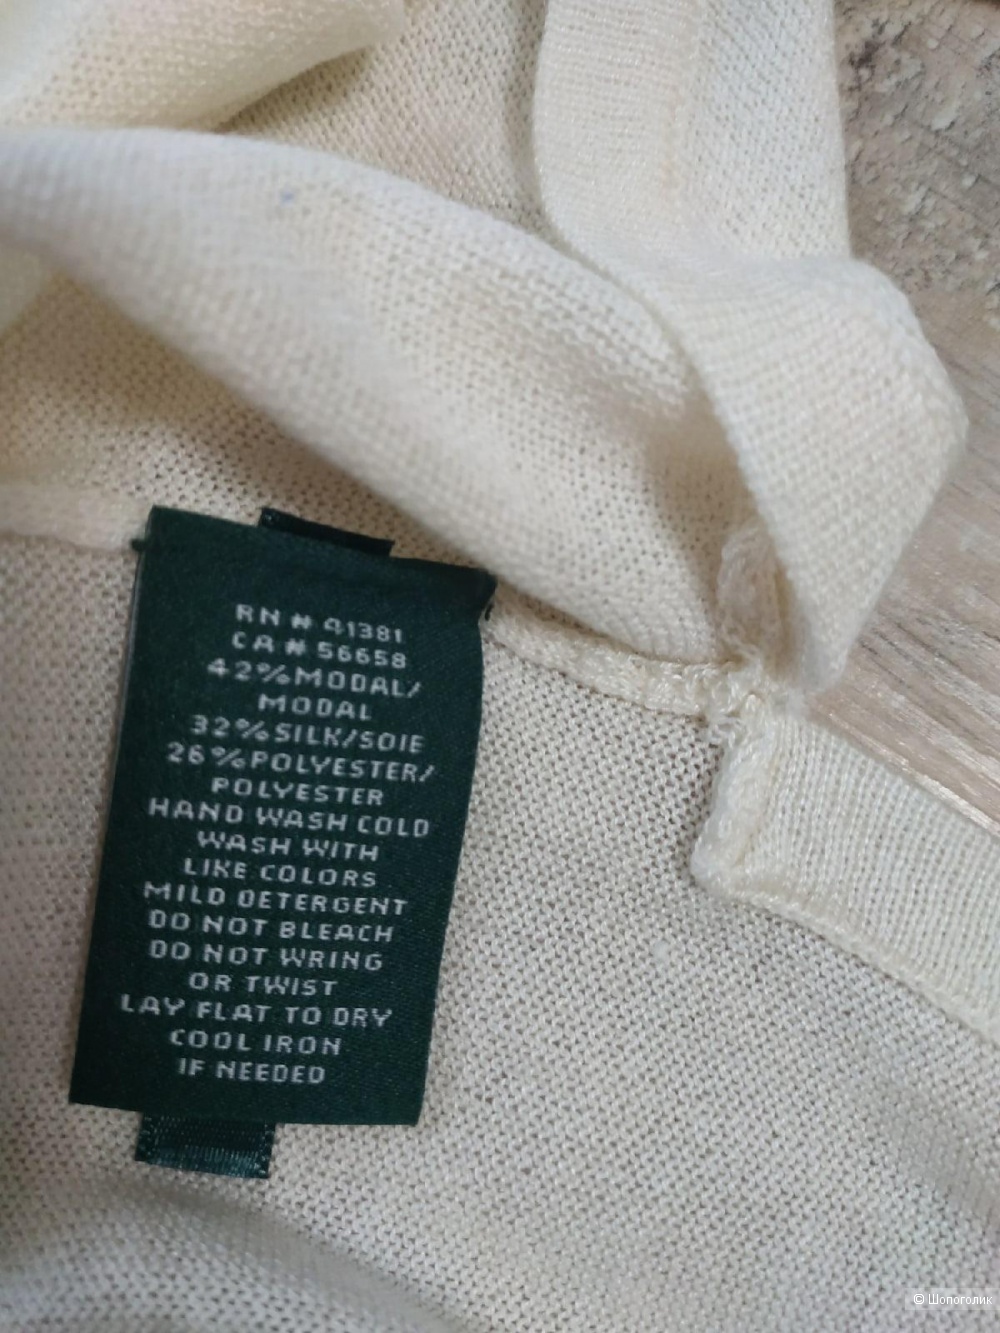 RN # 41381
CA # 56658
42%MODAL/
MODAL
32%SILK/SOIE
26%POLYESTER/
POLYESTER
HAND WASH COLD
WASH WITH
LIKE COLORS
MILD DETERGENT
DO NOT BLEACH
DO NOT WRING
OR TWIST
LAY FLAT TO DRY
COOL IRON
IF NEEDED
© Шопоголик